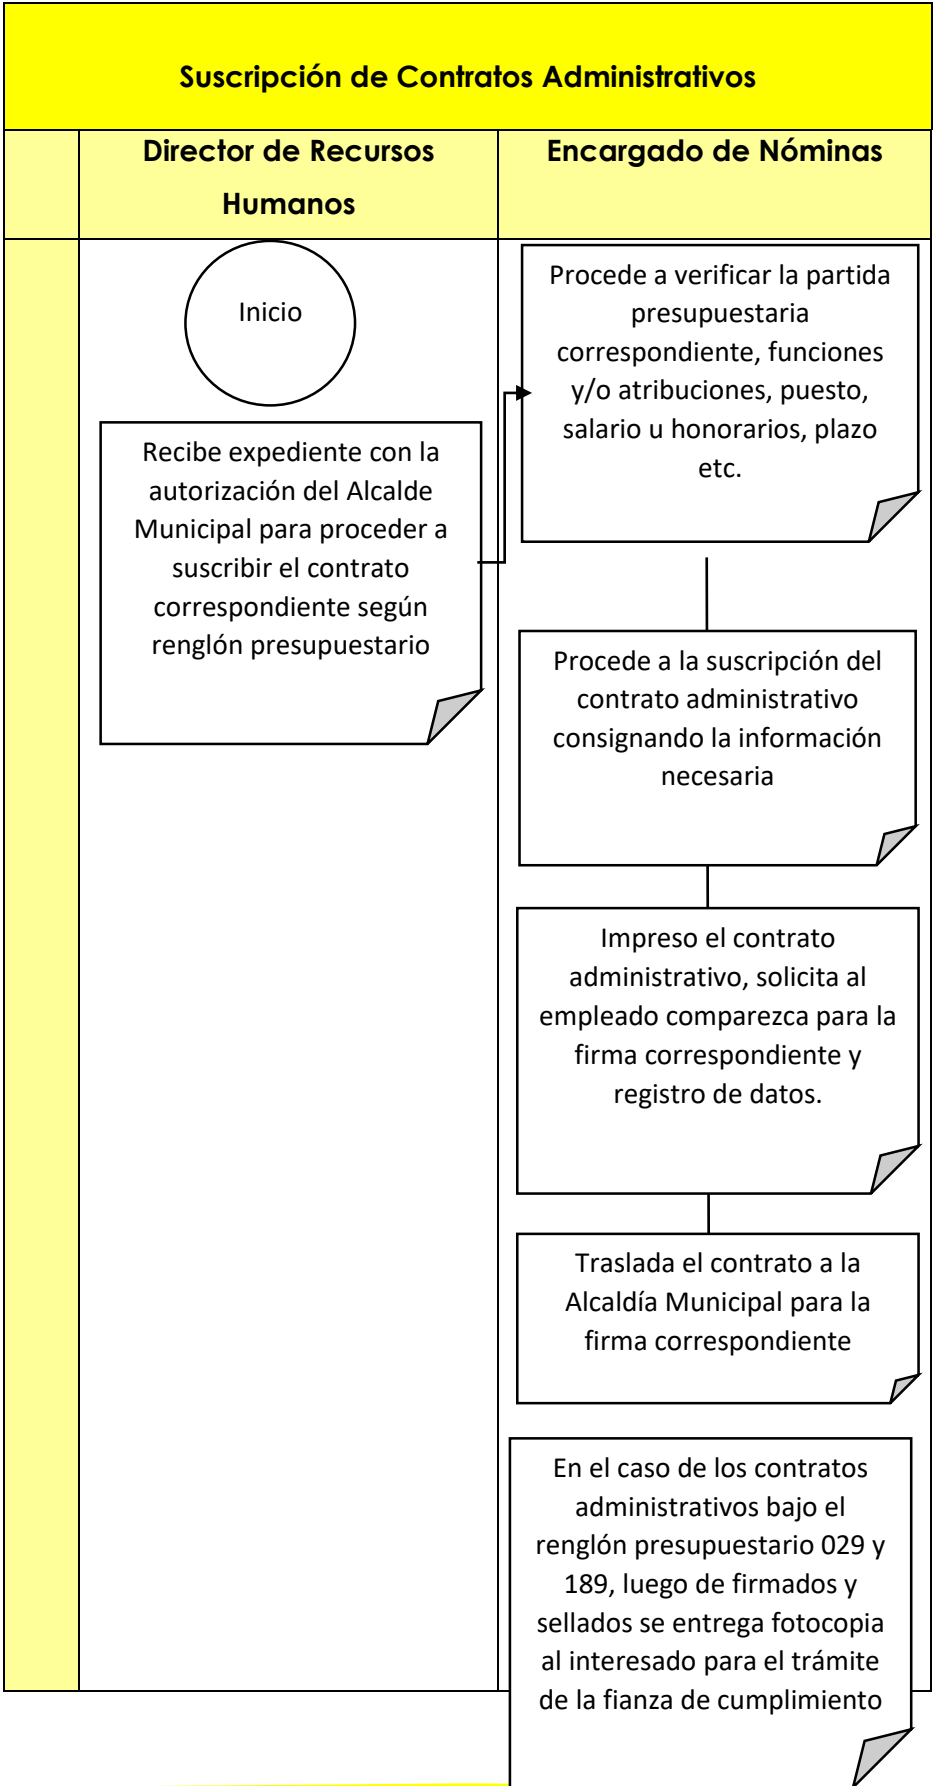 Suscripción de Contratos Administrativos
Director de Recursos
Humanos
Encargado de Nóminas
Inicio
Recibe expediente con la
autorización del Alcalde
Municipal para proceder a
suscribir el contrato
correspondiente según
renglón presupuestario
Procede a verificar la partida
presupuestaria
correspondiente, funciones
y/o atribuciones, puesto,
salario u honorarios, plazo
etc.
Procede a la suscripción del
contrato administrativo
consignando la información
necesaria
Impreso el contrato
administrativo, solicita al
empleado comparezca para la
firma correspondiente y
registro de datos.
Traslada el contrato a la
Alcaldía Municipal para la
firma correspondiente
En el caso de los contratos
administrativos bajo el
renglón presupuestario 029 y
189, luego de firmados y
sellados se entrega fotocopia
al interesado para el trámite
de la fianza de cumplimiento